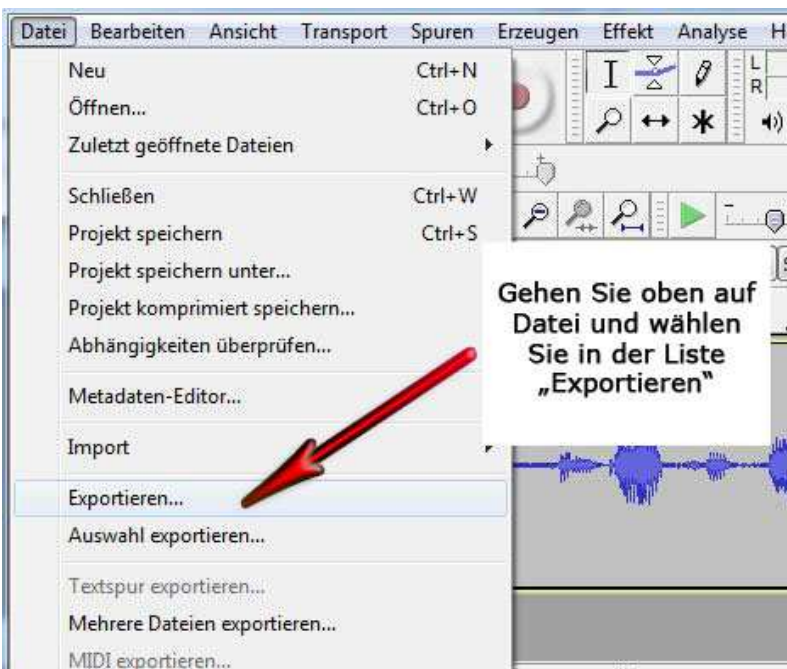 Datei Bearbeiten Ansicht Transport Spuren Erzeugen Effekt Analyse H
Neu Ctrl+N
Öffnen... Ctrl+O
Zuletzt geöffnete Dateien
Schließen Ctrl+W
Projekt speichern Ctrl+S
Projekt speichern unter...
Projekt komprimiert speichern...
Abhängigkeiten überprüfen...
Metadaten-Editor...
Import
Exportieren...
Auswahl exportieren...
Textspur exportieren...
Mehrere Dateien exportieren...
MIDI exportieren...
L
R
Gehen Sie oben auf
Datei und wählen
Sie in der Liste
„Exportieren“